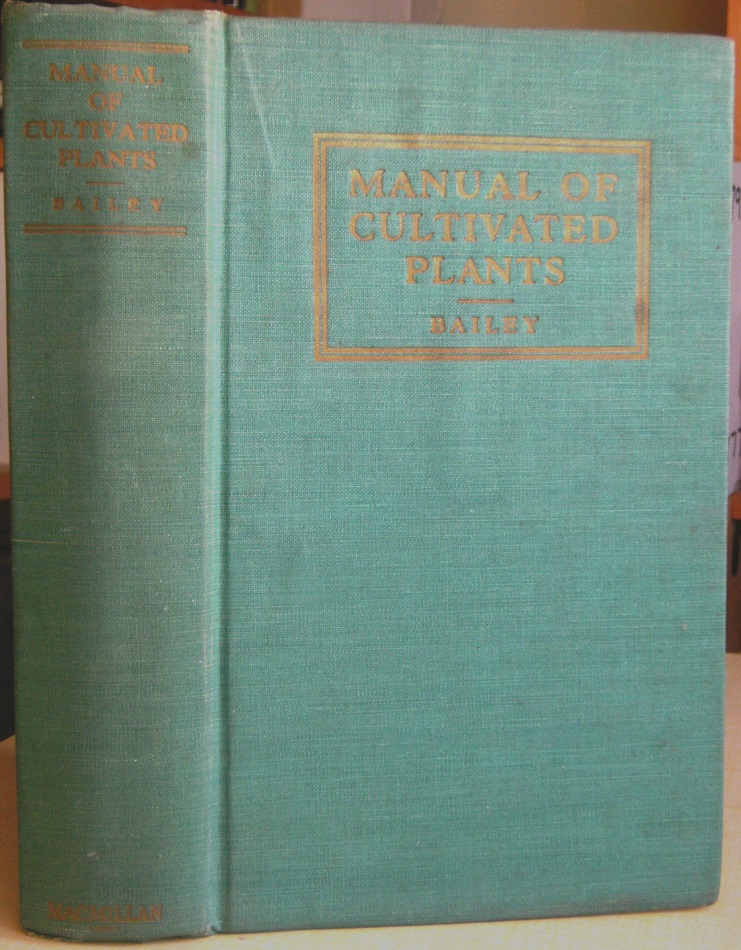 MANUAL
OF
CULTIVATED
PLANTS
BAILEY
MACMILLAN
MANUAL OF
CULTIVATED
PLANTS
BAILEY